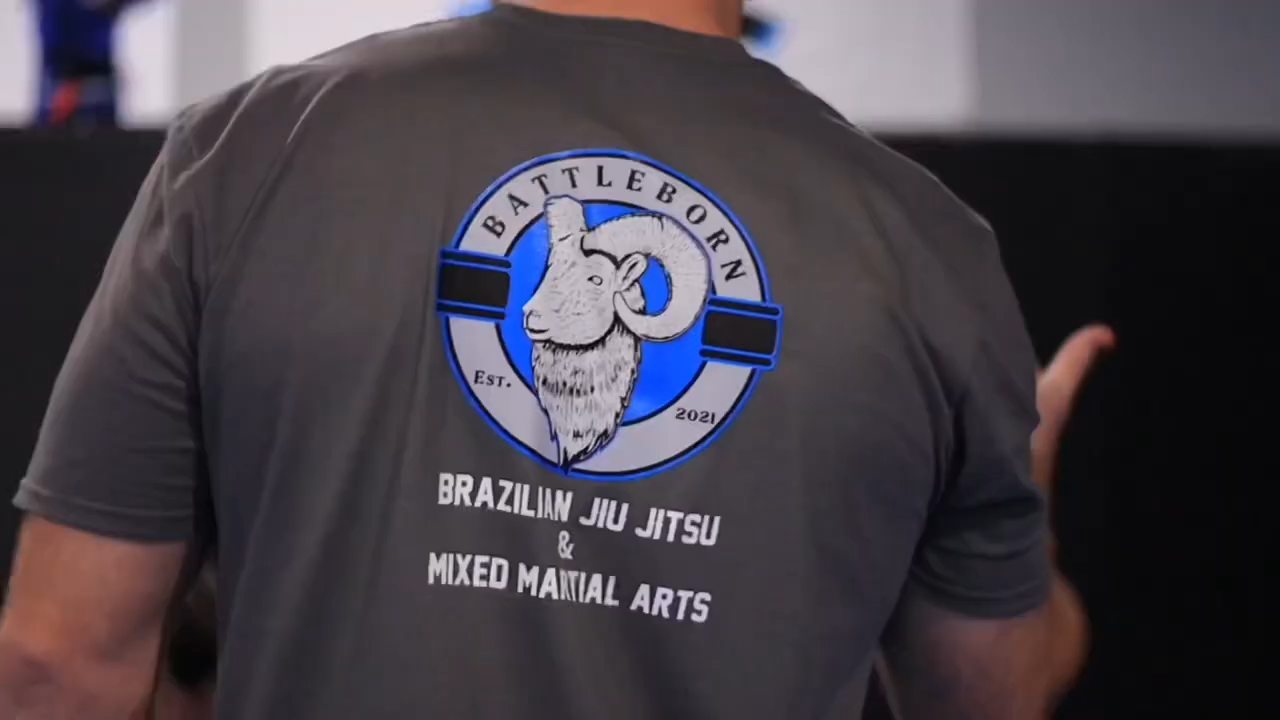 BATTLEBORN
EST. 2021
BRAZILIAN JIU JITSU
&
MIXED MARTIAL ARTS